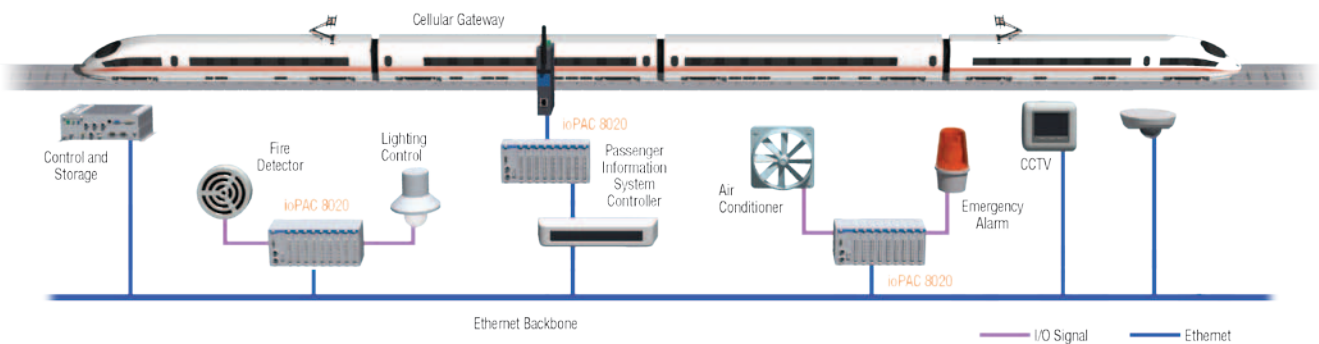 Cellular Gateway
ioPAC 8020
Control and
Storage
Fire
Detector
Lighting
Control
ioPAC 8020
Passenger
Information
System
Controller
Air
Conditioner
Emergency
Alarm
CCTV
ioPAC 8020
Ethernet Backbone
I/O Signal
Ethernet